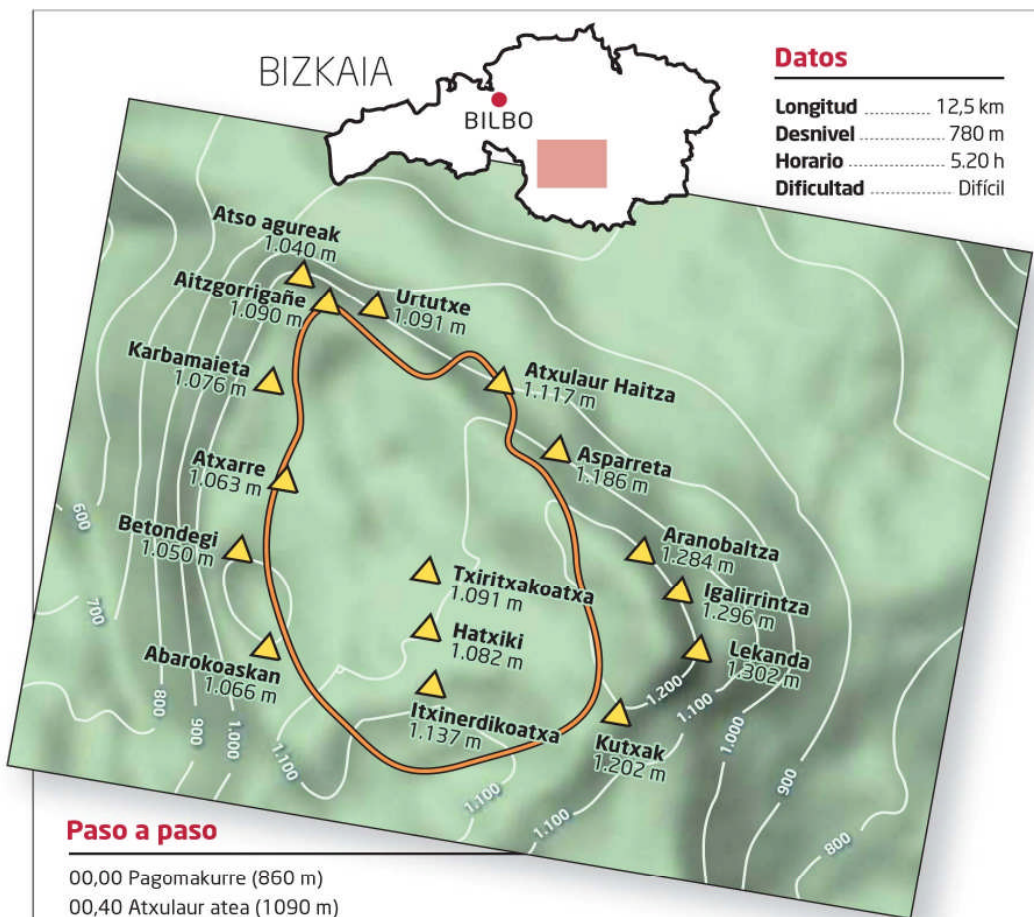 BIZKAIA
BILBO
Datos
Longitud .................. 12,5 km
Desnivel .................. 780 m
Horario .................. 5.20 h
Dificultad .................. Difícil
Atso agureak
1.040 m
Aitzgorrigañe
1.090 m
Urtutxe
1.091 m
Karbamaieta
1.076 m
Atxulaur Haitza
1.117 m
Atxarre
1.063 m
Asparreta
1.186 m
Betondegi
1.050 m
Aranobaltza
1.284 m
Txiritxakoatxa
1.091 m
Igalirrintza
1.296 m
Hatxiki
1.082 m
Lekanda
1.302 m
Abarokoaskan
1.066 m
Itxinerdikoatxa
1.137 m
Kutxak
1.202 m
600
700
800
900
1.000
1.100
1.100
1.100
1.200
1.100
1.000
900
800
Paso a paso
00,00 Pagomakurre (860 m)
00,40 Atxulaur atea (1090 m)